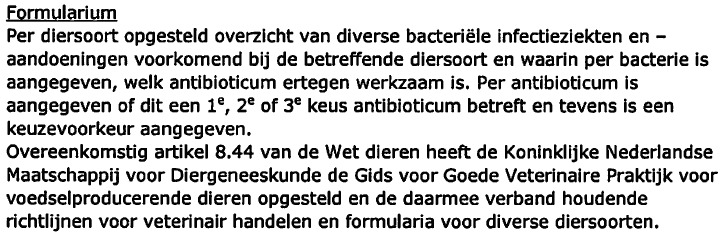 Formularium
Per diersoort opgesteld overzicht van diverse bacteriële infectieziekten en –
aandoeningen voorkomend bij de betreffende diersoort en waarin per bacterie is
aangegeven, welk antibioticum ertegen werkzaam is. Per antibioticum is
aangegeven of dit een 1e, 2e of 3e keus antibioticum betreft en tevens is een
keuzevoorkeur aangegeven.
Overeenkomstig artikel 8.44 van de Wet dieren heeft de Koninklijke Nederlandse
Maatschappij voor Diergeneeskunde de Gids voor Goede Veterinaire Praktijk voor
voedselproducerende dieren opgesteld en de daarmee verband houdende
richtlijnen voor veterinair handelen en formularia voor diverse diersoorten.